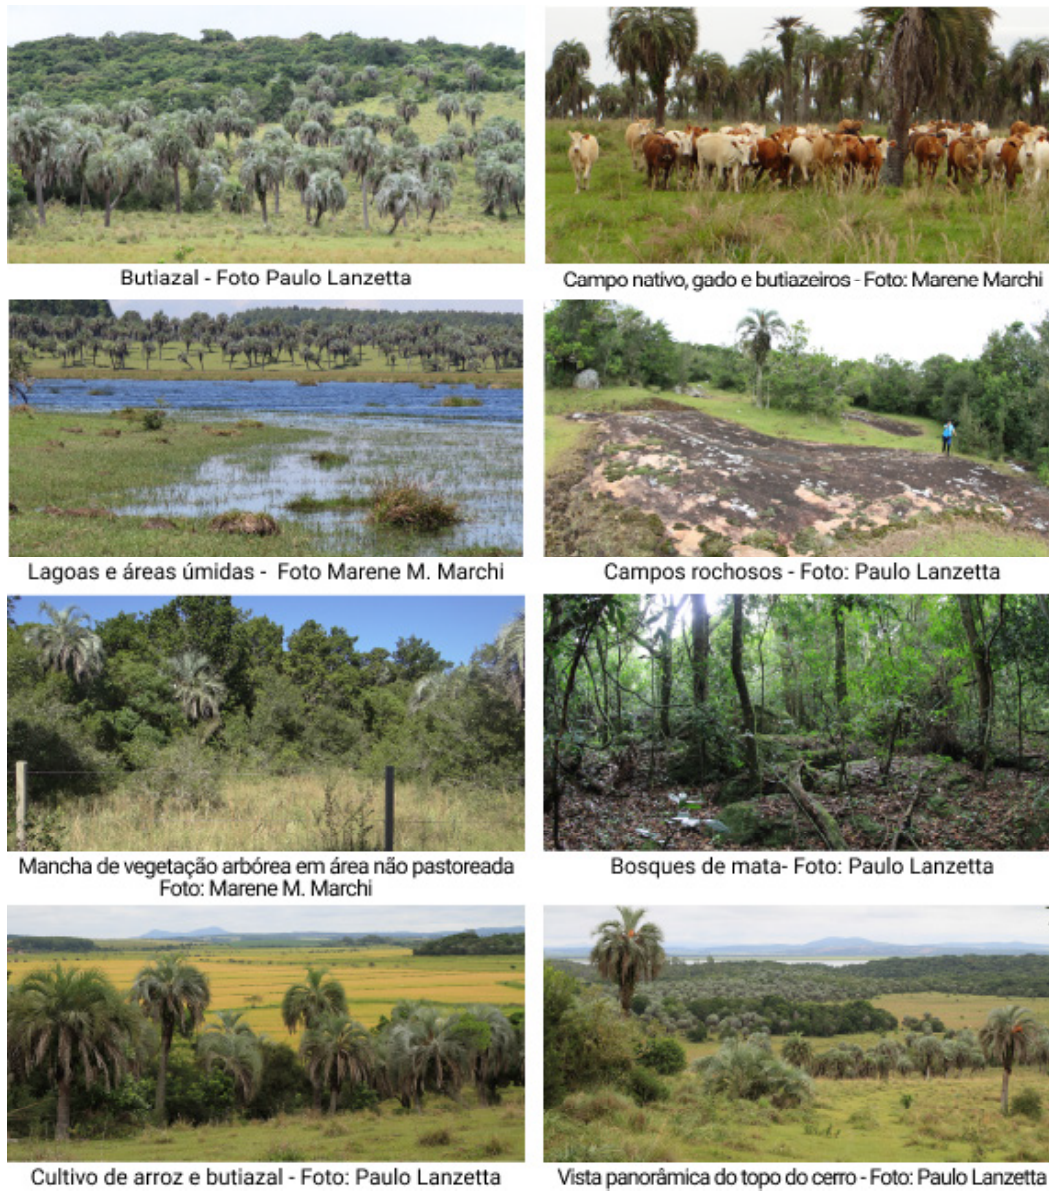 Butiazal - Foto Paulo Lanzetta
Campo nativo, gado e butiazeiros - Foto: Marene Marchi
Lagoas e áreas úmidas - Foto Marene M. Marchi
Campos rochosos - Foto: Paulo Lanzetta
Mancha de vegetação arbórea em área não pastoreada
Foto: Marene M. Marchi
Bosques de mata- Foto: Paulo Lanzetta
Cultivo de arroz e butiazal - Foto: Paulo Lanzetta
Vista panorâmica do topo do cerro - Foto: Paulo Lanzetta